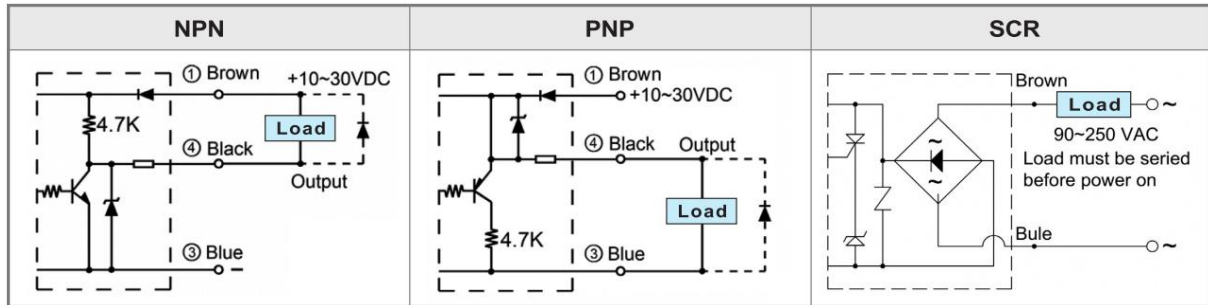 NPN
PNP
SCR
① Brown
+10~30VDC
4.7K
Load
④ Black
Output
③ Blue
−
① Brown
+10~30VDC
④ Black
Output
Load
4.7K
③ Blue
Brown
Load
~
90~250 VAC
Load must be seried
before power on
~
~
Bule
~